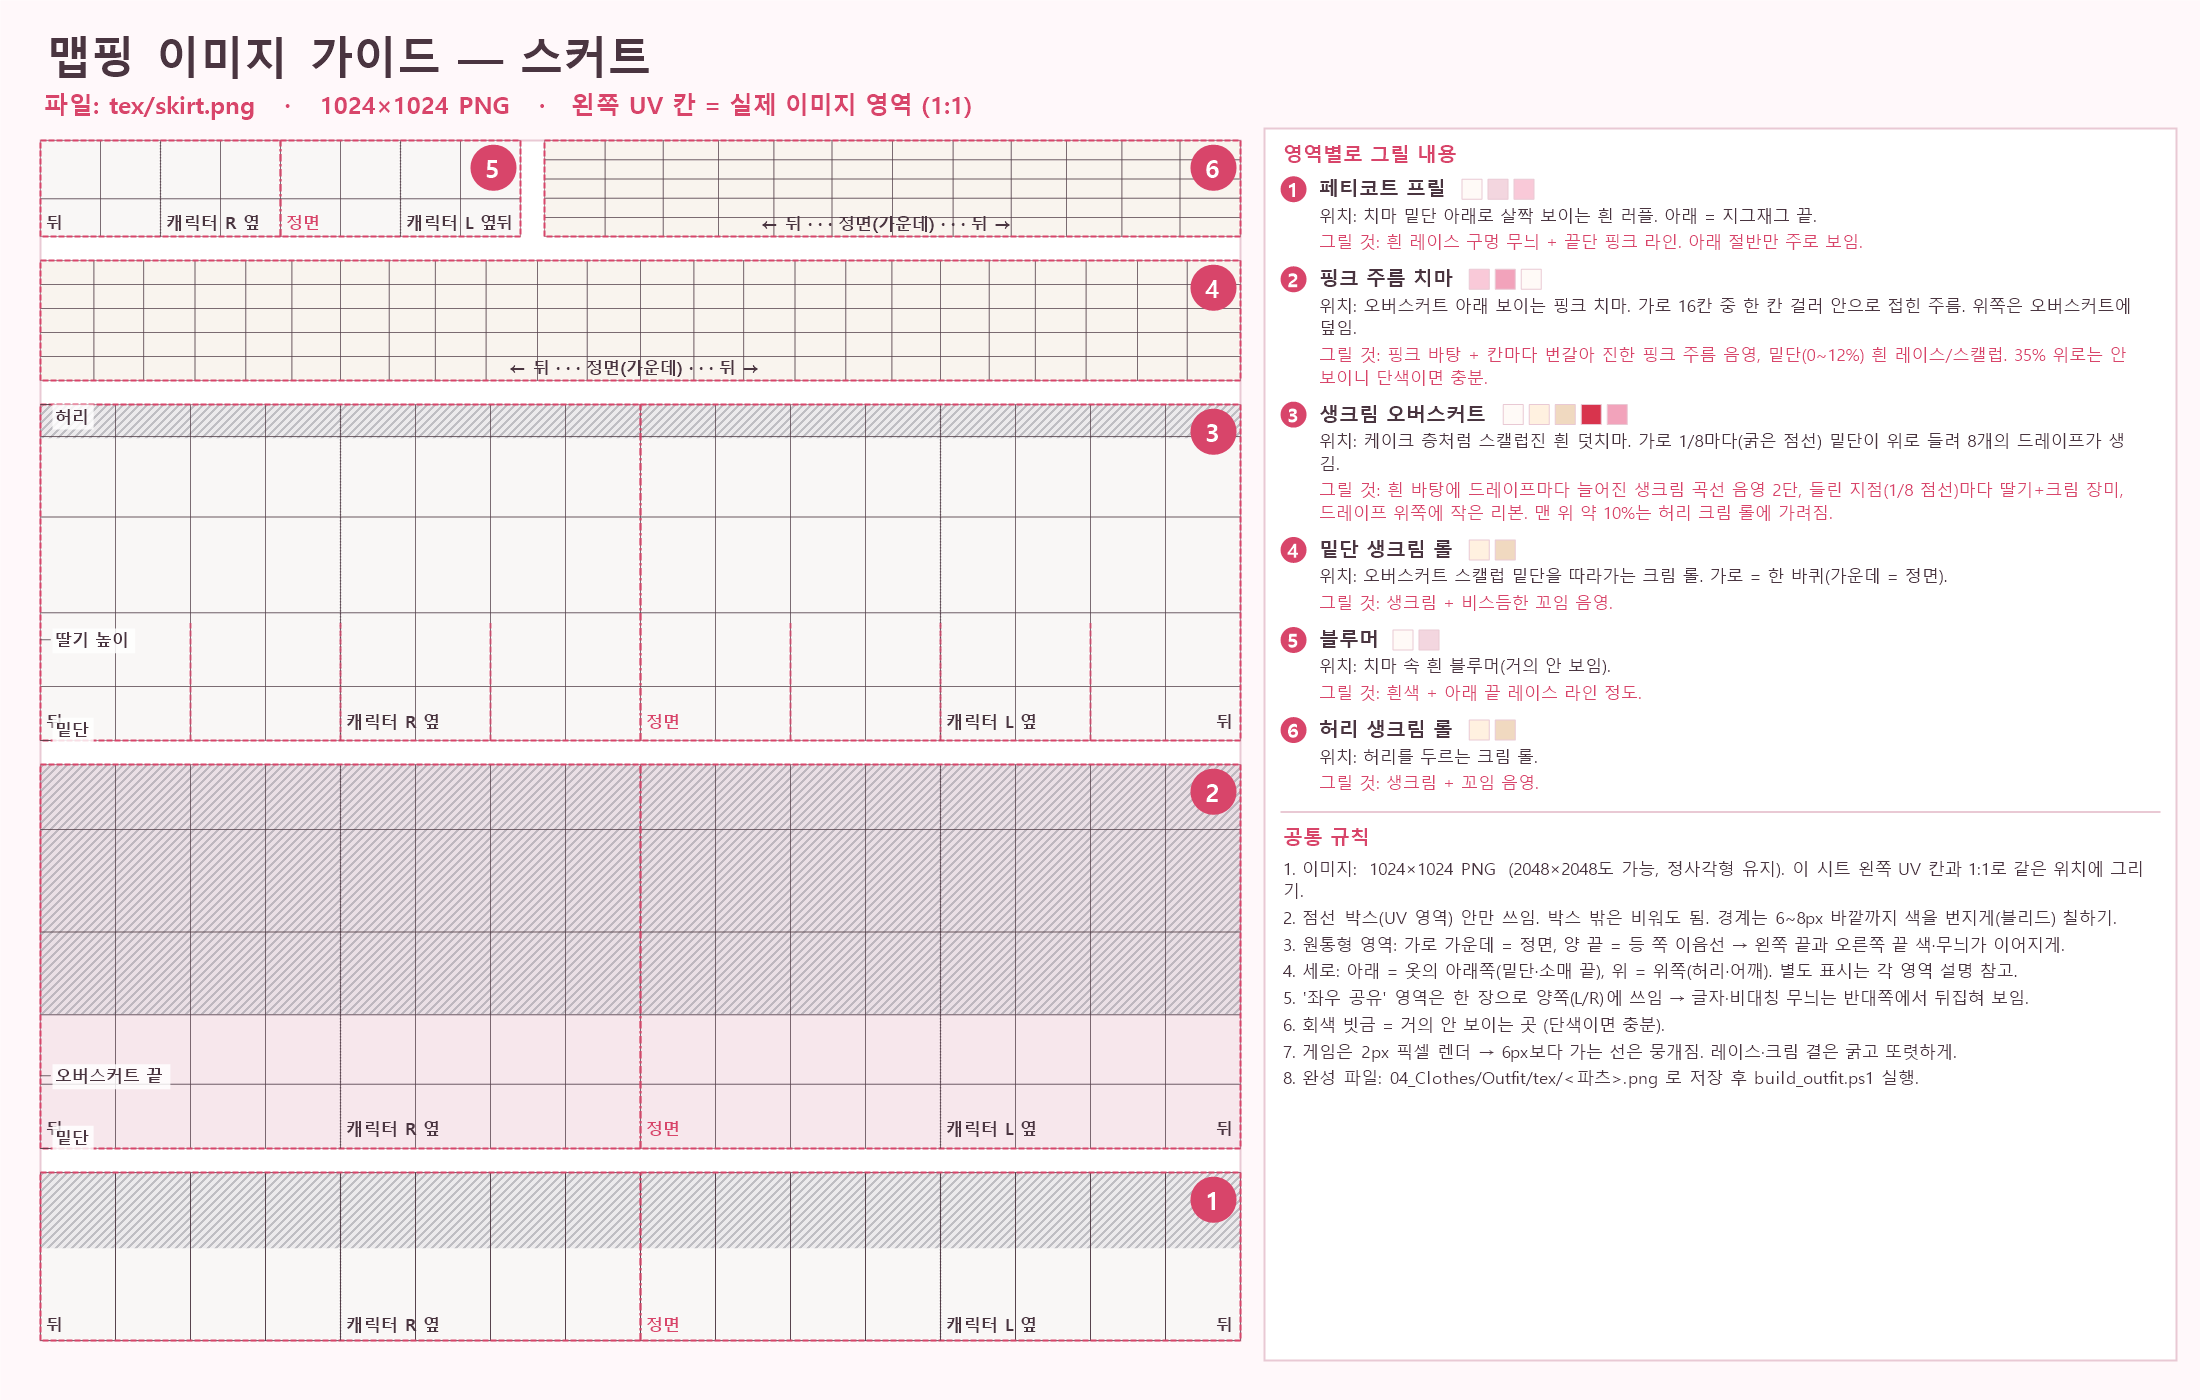 맵핑 이미지 가이드 — 스커트
파일: tex/skirt.png · 1024×1024 PNG · 왼쪽 UV 칸 = 실제 이미지 영역 (1:1)
5
뒤
캐릭터 R 옆
정면
캐릭터 L 옆뒤
6
← 뒤 · · · 정면(가운데) · · · 뒤 →
4
← 뒤 · · · 정면(가운데) · · · 뒤 →
허리
3
딸기 높이
뒤
밑단
캐릭터 R 옆
정면
캐릭터 L 옆
뒤
2
오버스커트 끝
뒤
밑단
캐릭터 R 옆
정면
캐릭터 L 옆
뒤
1
뒤
캐릭터 R 옆
정면
캐릭터 L 옆
뒤
영역별로 그릴 내용
1 페티코트 프릴
위치: 치마 밑단 아래로 살짝 보이는 흰 러플. 아래 = 지그재그 끝.
그릴 것: 흰 레이스 구멍 무늬 + 끝단 핑크 라인. 아래 절반만 주로 보임.
2 핑크 주름 치마
위치: 오버스커트 아래 보이는 핑크 치마. 가로 16칸 중 한 칸 걸러 안으로 접힌 주름. 위쪽은 오버스커트에
덮임.
그릴 것: 핑크 바탕 + 칸마다 번갈아 진한 핑크 주름 음영, 밑단(0~12%) 흰 레이스/스캘럽. 35% 위로는 안
보이니 단색이면 충분.
3 생크림 오버스커트
위치: 케이크 층처럼 스캘럽진 흰 덧치마. 가로 1/8마다(굵은 점선) 밑단이 위로 들려 8개의 드레이프가 생
김.
그릴 것: 흰 바탕에 드레이프마다 늘어진 생크림 곡선 음영 2단, 들린 지점(1/8 점선)마다 딸기+크림 장미,
드레이프 위쪽에 작은 리본. 맨 위 약 10%는 허리 크림 롤에 가려짐.
4 밑단 생크림 롤
위치: 오버스커트 스캘럽 밑단을 따라가는 크림 롤. 가로 = 한 바퀴(가운데 = 정면).
그릴 것: 생크림 + 비스듬한 꼬임 음영.
5 블루머
위치: 치마 속 흰 블루머(거의 안 보임).
그릴 것: 흰색 + 아래 끝 레이스 라인 정도.
6 허리 생크림 롤
위치: 허리를 두르는 크림 롤.
그릴 것: 생크림 + 꼬임 음영.
공통 규칙
1. 이미지: 1024×1024 PNG (2048×2048도 가능, 정사각형 유지). 이 시트 왼쪽 UV 칸과 1:1로 같은 위치에 그리
기.
2. 점선 박스(UV 영역) 안만 쓰임. 박스 밖은 비워도 됨. 경계는 6~8px 바깥까지 색을 번지게(블리드) 칠하기.
3. 원통형 영역: 가로 가운데 = 정면, 양 끝 = 등 쪽 이음선 → 왼쪽 끝과 오른쪽 끝 색·무늬가 이어지게.
4. 세로: 아래 = 옷의 아래쪽(밑단·소매 끝), 위 = 위쪽(허리·어깨). 별도 표시는 각 영역 설명 참고.
5. '좌우 공유' 영역은 한 장으로 양쪽(L/R)에 쓰임 → 글자·비대칭 무늬는 반대쪽에서 뒤집혀 보임.
6. 회색 빗금 = 거의 안 보이는 곳 (단색이면 충분).
7. 게임은 2px 픽셀 렌더 → 6px보다 가는 선은 뭉개짐. 레이스·크림 결은 굵고 또렷하게.
8. 완성 파일: 04_Clothes/Outfit/tex/<파츠>.png 로 저장 후 build_outfit.ps1 실행.